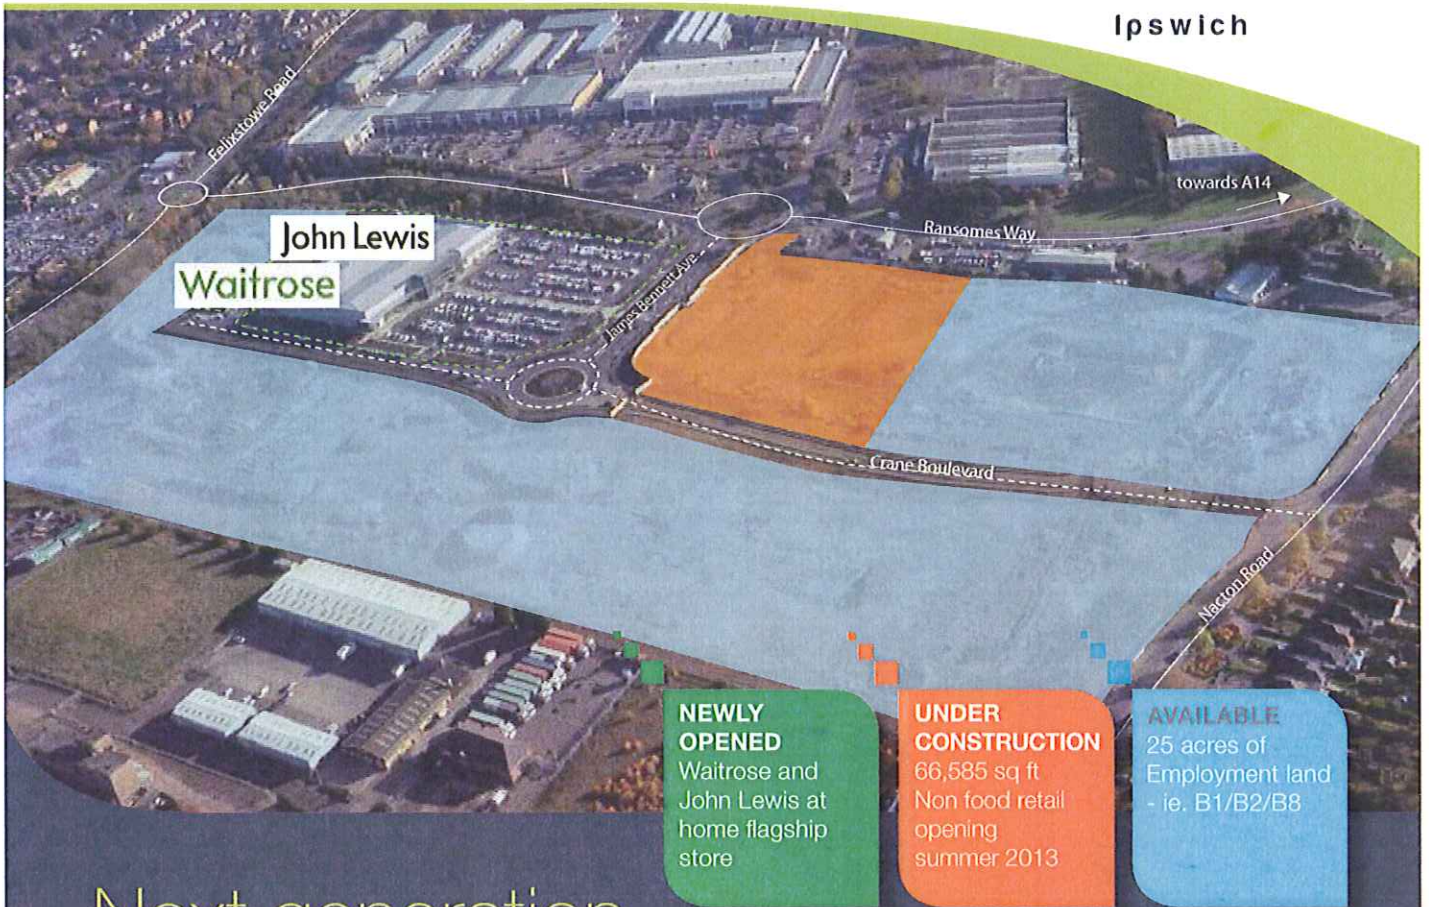 Ipswich
Felixstowe Road
towards A14
John Lewis
Ransomes Way
Waitrose
James Bennett Ave
Crane Boulevard
Nacton Road
NEWLY
OPENED
Waitrose and
John Lewis at
home flagship
store
UNDER
CONSTRUCTION
66,585 sq ft
Non food retail
opening
summer 2013
AVAILABLE
25 acres of
Employment land
- ie. B1/B2/B8
Next generation